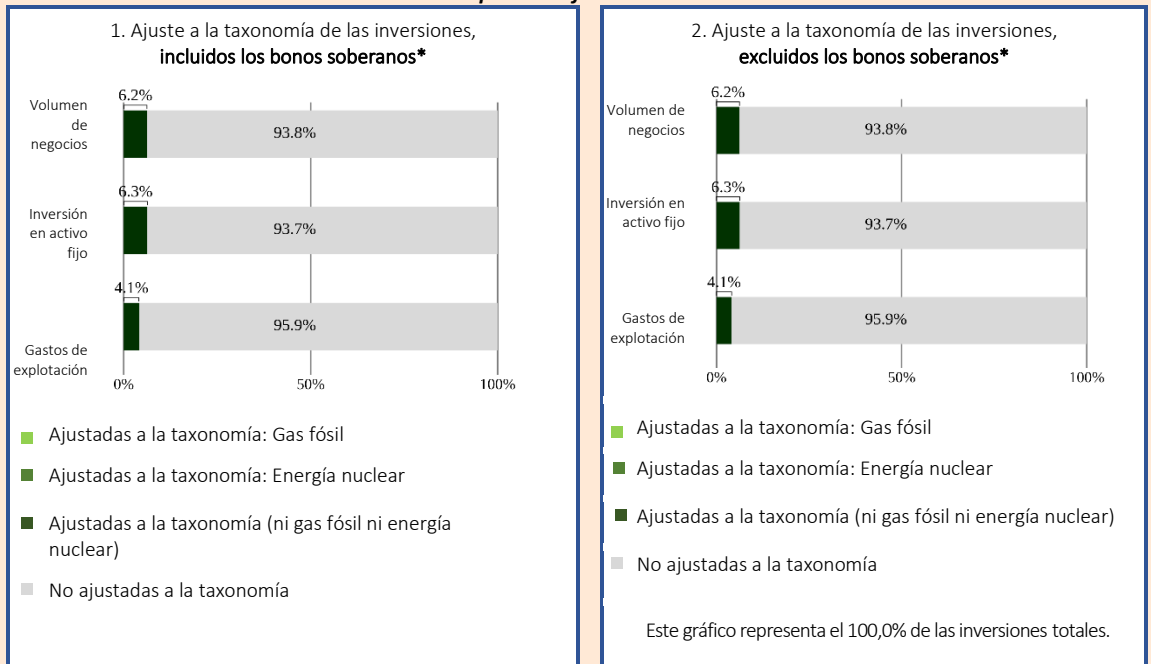 1. Ajuste a la taxonomía de las inversiones,
incluidos los bonos soberanos*
6.2%
Volumen
de
negocios
93.8%
6.3%
Inversión
en activo
fijo
93.7%
4.1%
95.9%
Gastos de
explotación
0%
50%
100%
Ajustadas a la taxonomía: Gas fósil
Ajustadas a la taxonomía: Energía nuclear
Ajustadas a la taxonomía (ni gas fósil ni energía
nuclear)
No ajustadas a la taxonomía
2. Ajuste a la taxonomía de las inversiones,
excluidos los bonos soberanos*
6.2%
Volumen de
negocios
93.8%
6.3%
Inversión en
activo fijo
93.7%
4.1%
Gastos de
explotación
95.9%
0%
50%
100%
Ajustadas a la taxonomía: Gas fósil
Ajustadas a la taxonomía: Energía nuclear
Ajustadas a la taxonomía (ni gas fósil ni energía nuclear)
No ajustadas a la taxonomía
Este gráfico representa el 100,0% de las inversiones totales.